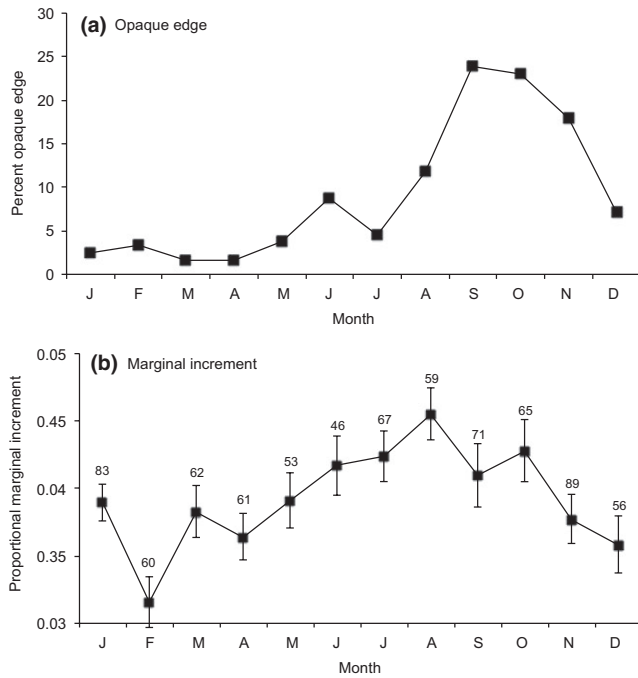 (a) Opaque edge
30
25
20
15
10
5
0
Percent opaque edge
J F M A M J J A S O N D
Month
(b) Marginal increment
0.05
0.45
0.04
0.35
0.03
Proportional marginal increment
83 60 62 61 53 46 67 59 71 65 89 56
J F M A M J J A S O N D
Month